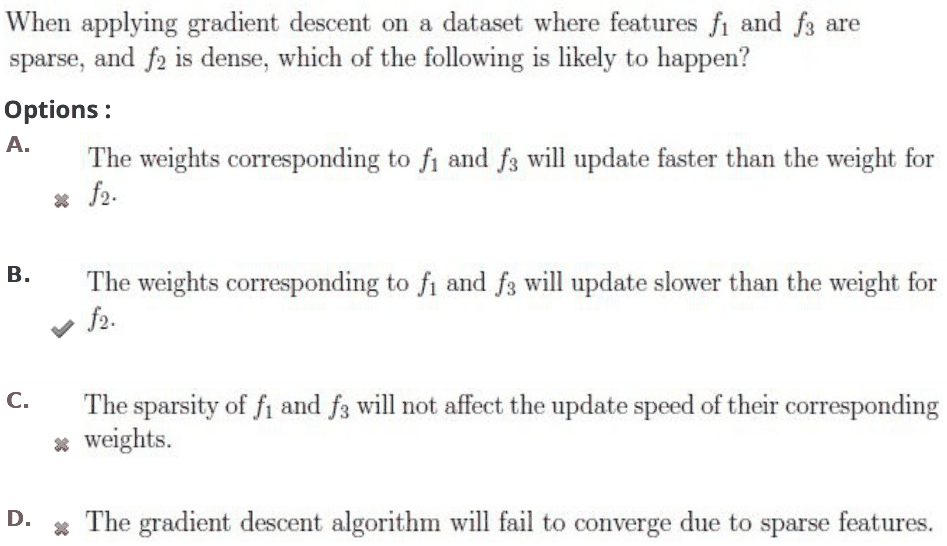 When applying gradient descent on a dataset where features f₁ and f₃ are
sparse, and f₂ is dense, which of the following is likely to happen?
Options :
A.
The weights corresponding to f₁ and f₃ will update faster than the weight for
✖ f₂.
B.
The weights corresponding to f₁ and f₃ will update slower than the weight for
✔ f₂.
C.
The sparsity of f₁ and f₃ will not affect the update speed of their corresponding
✖ weights.
D. ✖ The gradient descent algorithm will fail to converge due to sparse features.